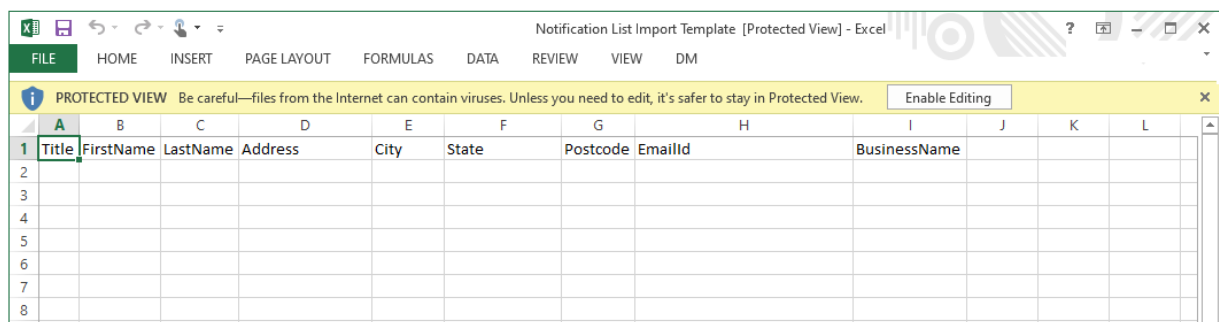 Notification List Import Template [Protected View] - Excel ?
FILE HOME INSERT PAGE LAYOUT FORMULAS DATA REVIEW VIEW DM
PROTECTED VIEW Be careful—files from the Internet can contain viruses. Unless you need to edit, it's safer to stay in Protected View. Enable Editing
A B C D E F G H I J K L
1 Title FirstName LastName Address City State Postcode EmailId BusinessName
2
3
4
5
6
7
8